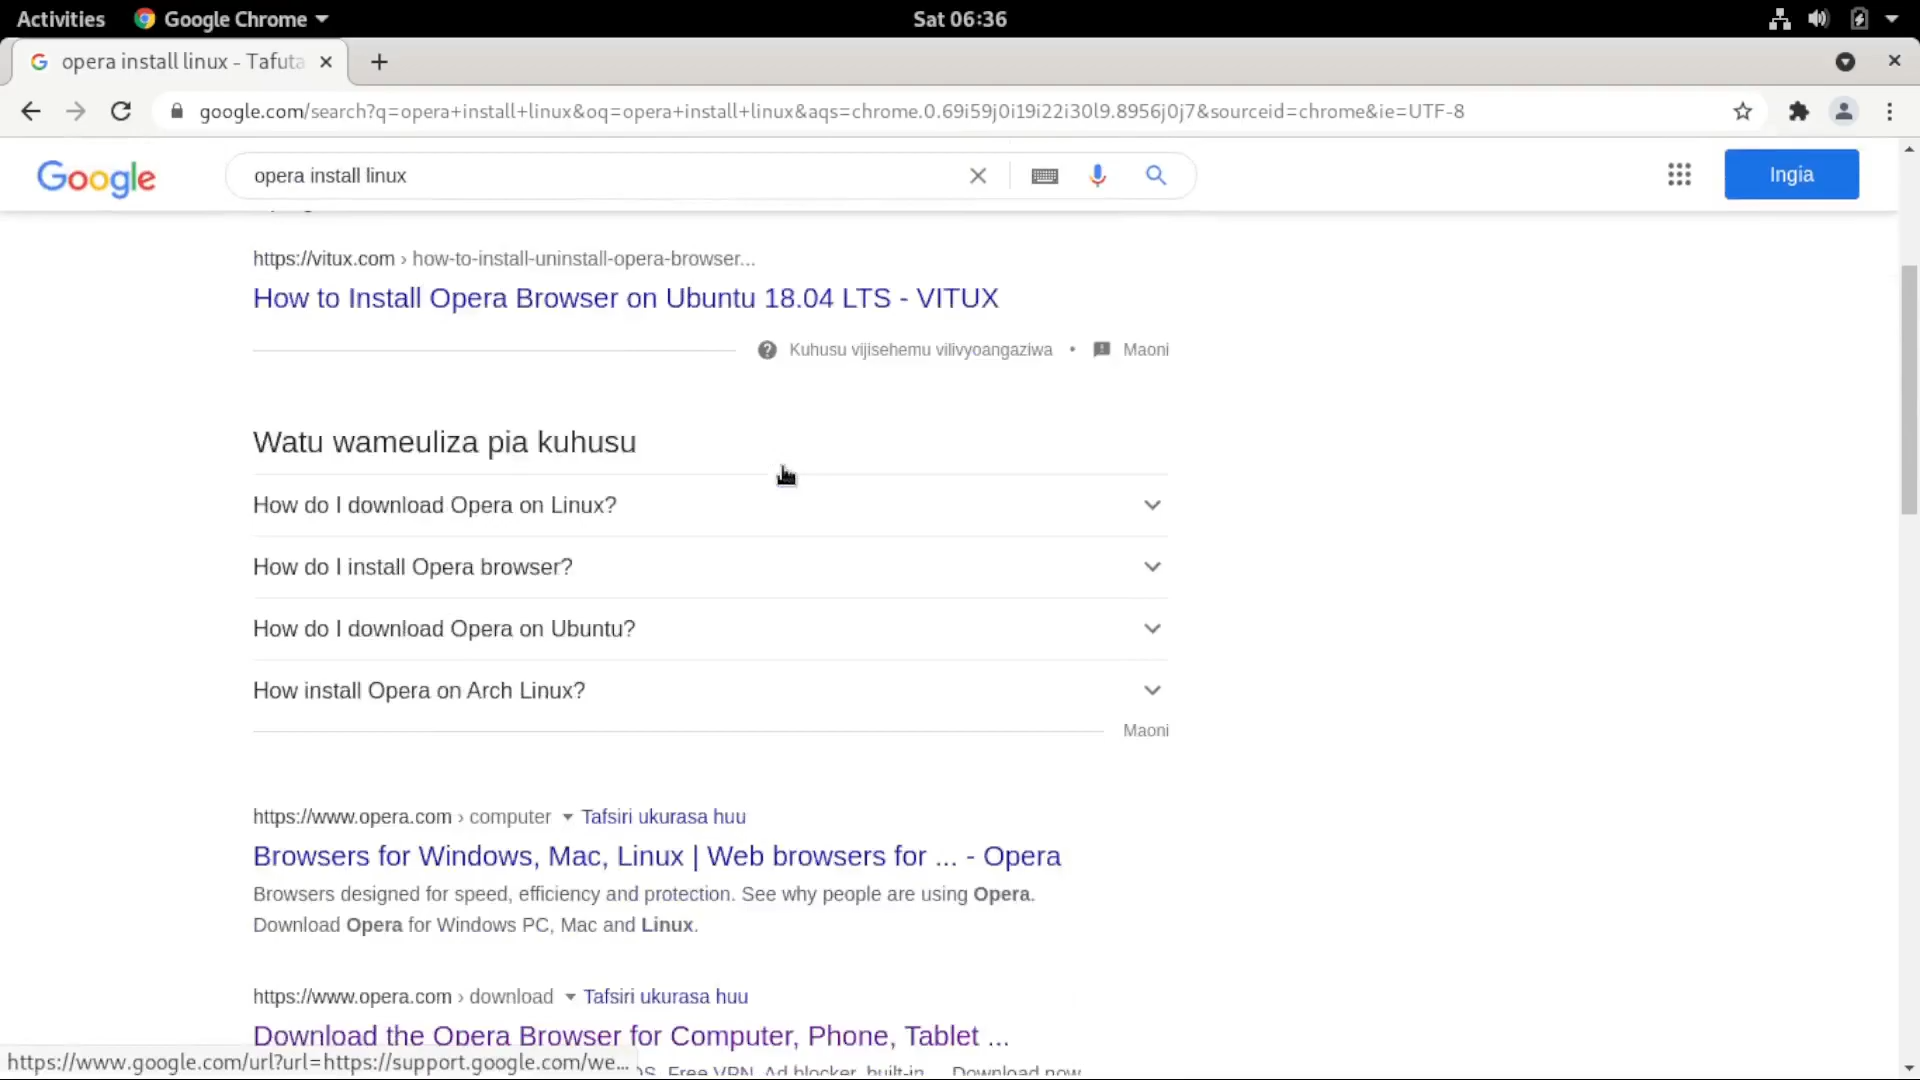 Activities Google Chrome Sat 06:36
opera install linux - Tafuta
google.com/search?q=opera+install+linux&oq=opera+install+linux&aqs=chrome.0.69i59j0i19i22i30l9.8956j0j7&sourceid=chrome&ie=UTF-8
Google opera install linux Ingia
https://vitux.com › how-to-install-uninstall-opera-browser...
How to Install Opera Browser on Ubuntu 18.04 LTS - VITUX
Kuhusu vijisehemu vilivyoangaziwa • Maoni
Watu wameuliza pia kuhusu
How do I download Opera on Linux?
How do I install Opera browser?
How do I download Opera on Ubuntu?
How install Opera on Arch Linux?
Maoni
https://www.opera.com › computer Tafsiri ukurasa huu
Browsers for Windows, Mac, Linux | Web browsers for ... - Opera
Browsers designed for speed, efficiency and protection. See why people are using Opera.
Download Opera for Windows PC, Mac and Linux.
https://www.opera.com › download Tafsiri ukurasa huu
Download the Opera Browser for Computer, Phone, Tablet ...
https://www.google.com/url?url=https://support.google.com/we...
Free VPN, Ad blocker, built-in ... Download now